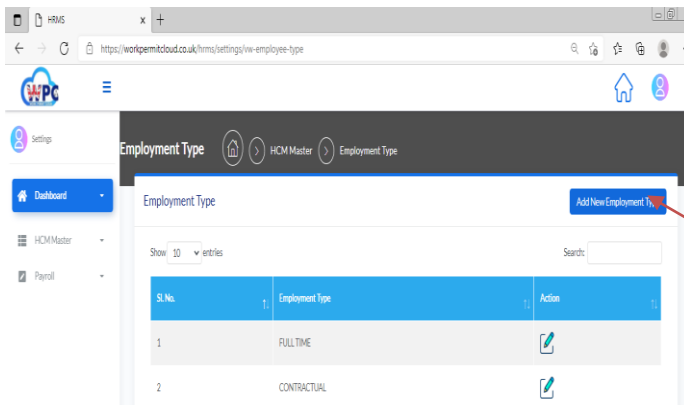 HRMS
https://workpermitcloud.co.uk/hrms/settings/vw-employee-type
WPC
Settings
Employment Type HCM Master Employment Type
Dashboard
Employment Type
Add New Employment Typ
HCM Master
Show 10 entries
Search:
Payroll
Sl. No. Employment Type Action
1 FULL TIME
2 CONTRACTUAL